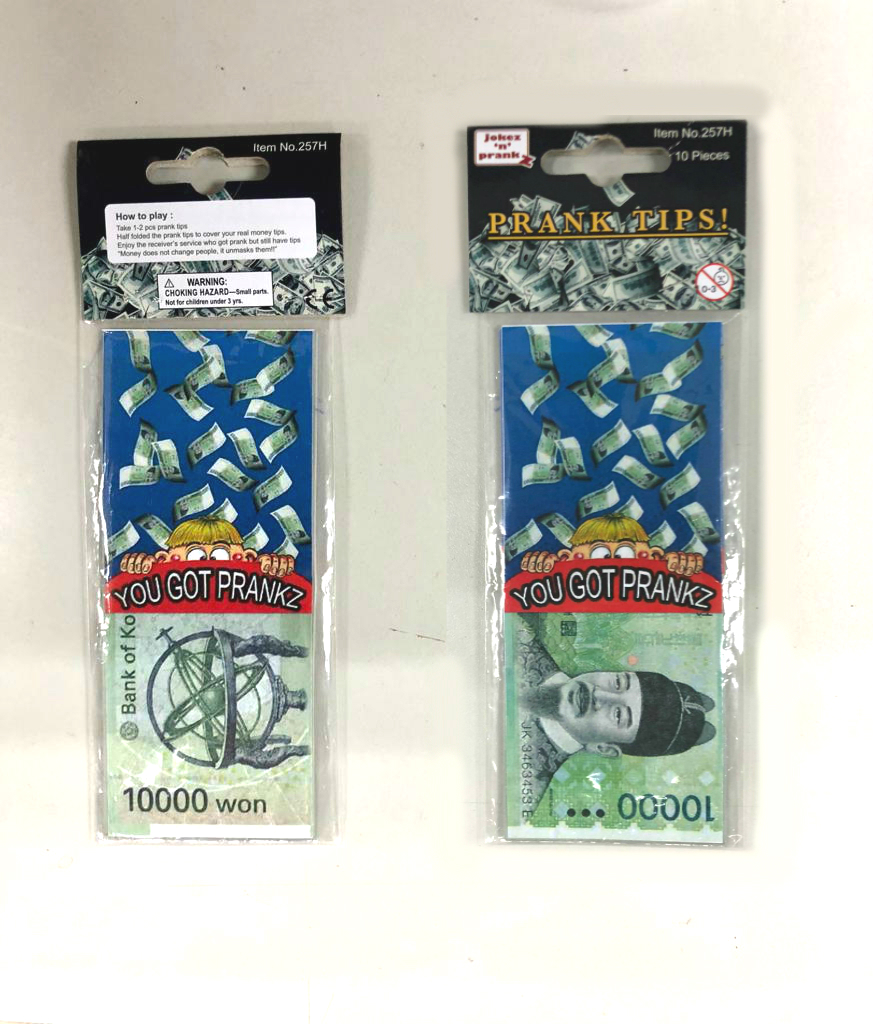 Item No.257H
How to play :
Take 1-2 pcs prank tips
Half folded the prank tips to cover your real money tips.
Enjoy the receiver's service who got prank but still have tips
"Money does not change people, it unmasks them!!"
WARNING:
CHOKING HAZARD—Small parts.
Not for children under 3 yrs.
CE
YOU GOT PRANKZ
Bank of Ko
10000 won
Jokez
'n'
prankz
Item No.257H
10 Pieces
PRANK TIPS!
0-3
YOU GOT PRANKZ
JK 3463453 E
10000